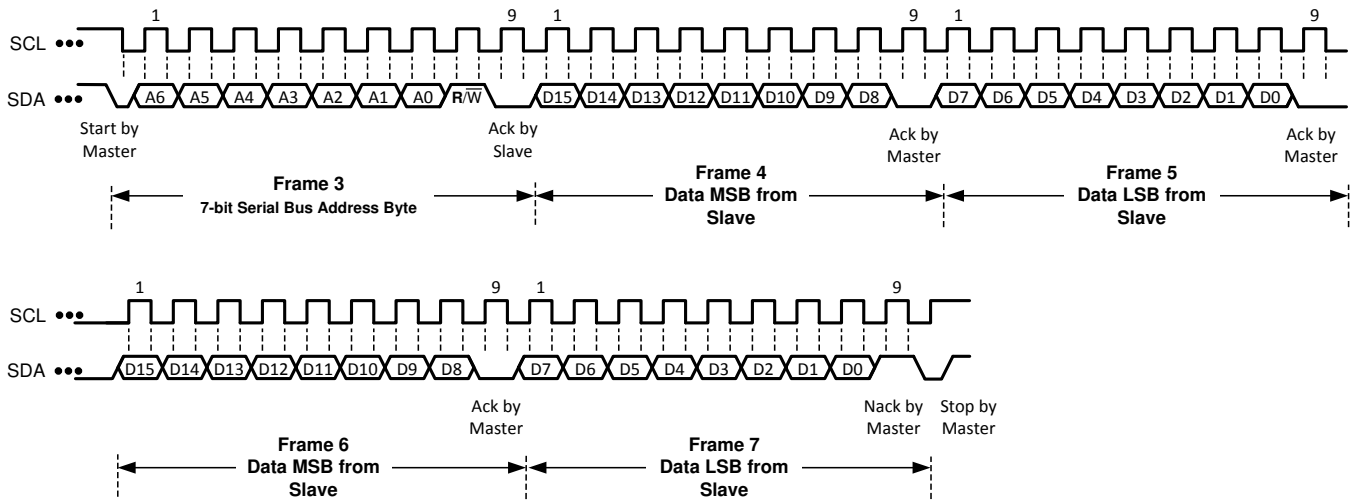 1 9 1 9 1 9
SCL
SDA A6 A5 A4 A3 A2 A1 A0 R/W̅ D15 D14 D13 D12 D11 D10 D9 D8 D7 D6 D5 D4 D3 D2 D1 D0
Start by
Master
Ack by
Slave
Ack by
Master
Ack by
Master
Frame 3
7-bit Serial Bus Address Byte
Frame 4
Data MSB from
Slave
Frame 5
Data LSB from
Slave
1 9 1 9
SCL
SDA D15 D14 D13 D12 D11 D10 D9 D8 D7 D6 D5 D4 D3 D2 D1 D0
Ack by
Master
Nack by
Master
Stop by
Master
Frame 6
Data MSB from
Slave
Frame 7
Data LSB from
Slave